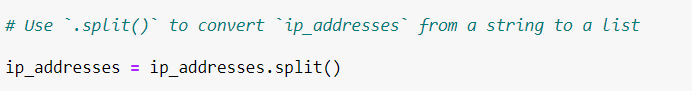 # Use `.split()` to convert `ip_addresses` from a string to a list
ip_addresses = ip_addresses.split()